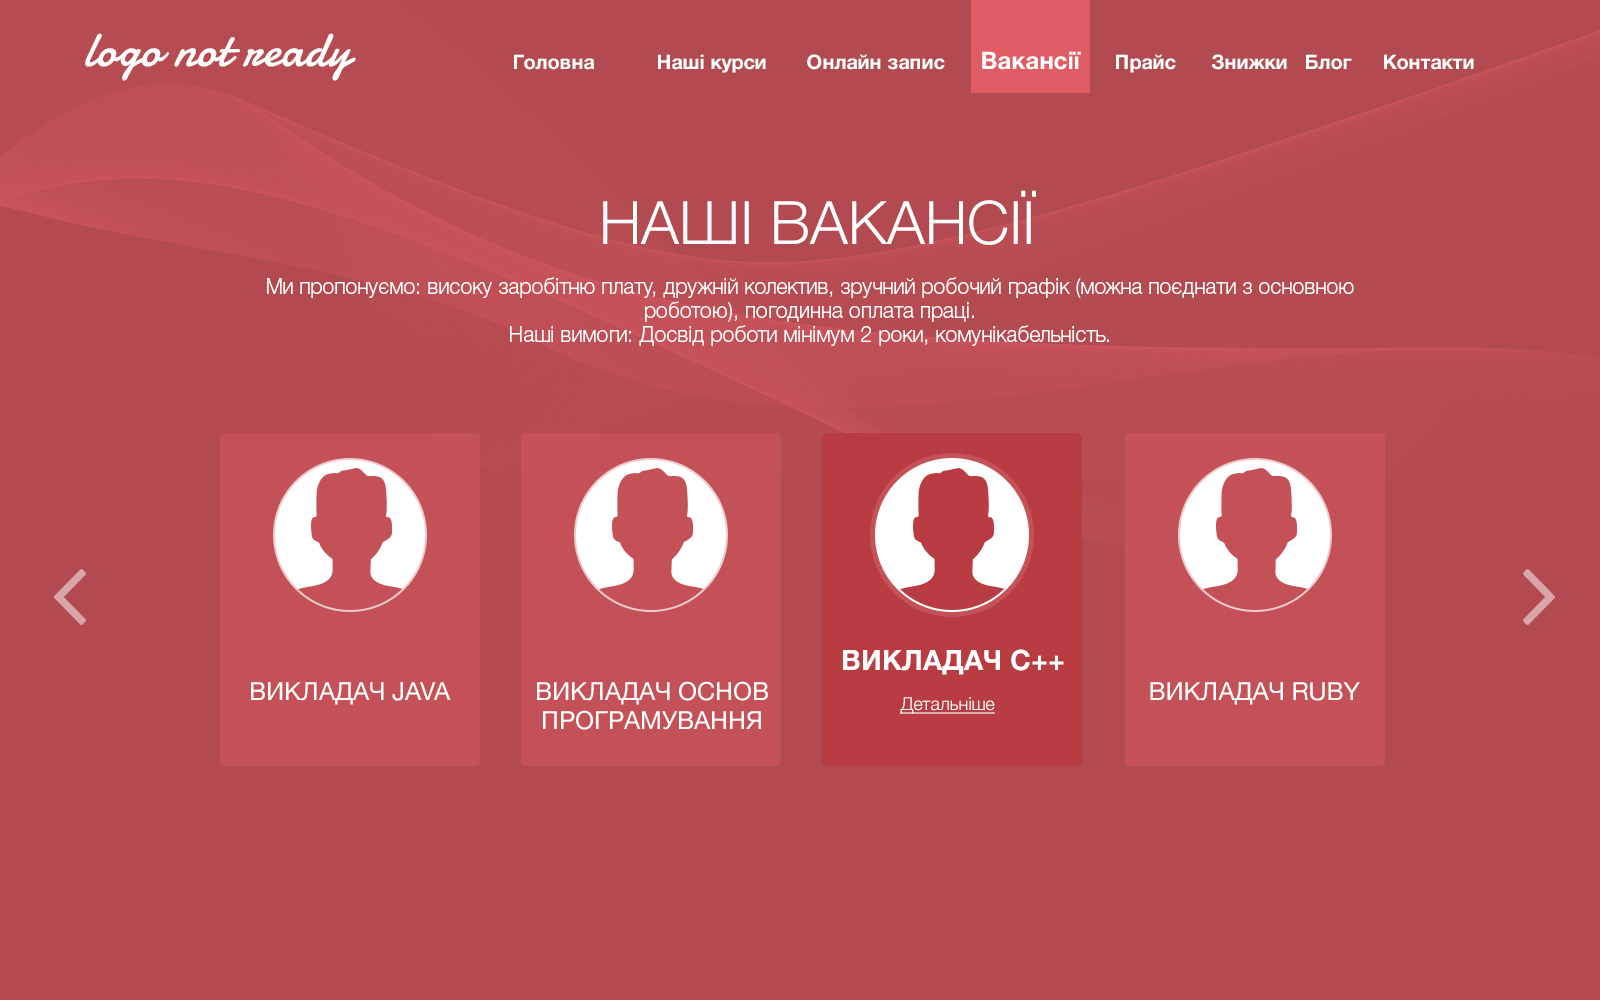 logo not ready
Головна Наші курси Онлайн запис Вакансії Прайс Знижки Блог Контакти
НАШІ ВАКАНСІЇ
Ми пропонуємо: високу заробітню плату, дружній колектив, зручний робочий графік (можна поєднати з основною
роботою), погодинна оплата праці.
Наші вимоги: Досвід роботи мінімум 2 роки, комунікабельність.
ВИКЛАДАЧ JAVA
ВИКЛАДАЧ ОСНОВ
ПРОГРАМУВАННЯ
ВИКЛАДАЧ C++
Детальніше
ВИКЛАДАЧ RUBY